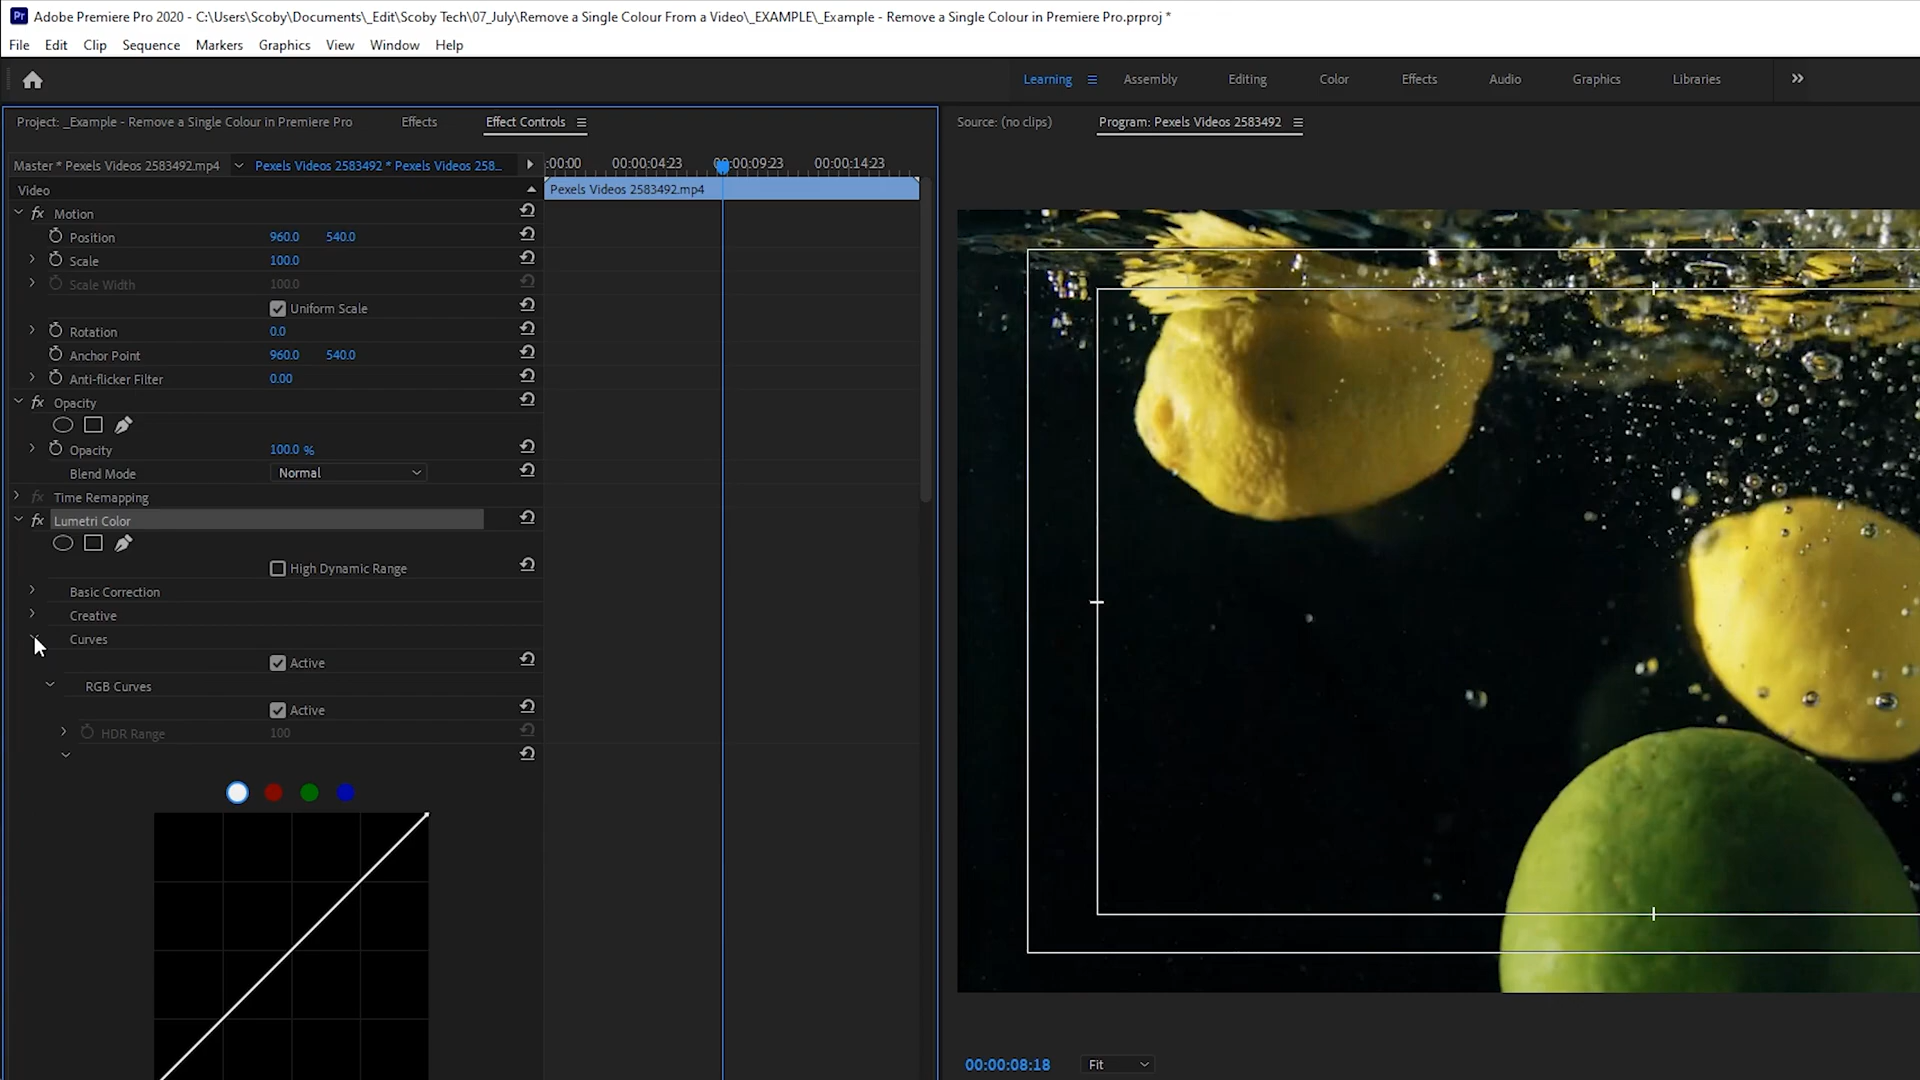 Pr Adobe Premiere Pro 2020 - C:\Users\Scoby\Documents\_Edit\Scoby Tech\07_July\Remove a Single Colour From a Video\_EXAMPLE\_Example - Remove a Single Colour in Premiere Pro.prproj *
File Edit Clip Sequence Markers Graphics View Window Help
Learning Assembly Editing Color Effects Audio Graphics Libraries
Project: _Example - Remove a Single Colour in Premiere Pro Effects Effect Controls Source: (no clips) Program: Pexels Videos 2583492
Master * Pexels Videos 2583492.mp4 Pexels Videos 2583492 * Pexels Videos 258... :00:00 00:00:04:23 00:00:09:23 00:00:14:23
Video Pexels Videos 2583492.mp4
fx Motion
Position 960.0 540.0
Scale 100.0
Scale Width 100.0
Uniform Scale
Rotation 0.0
Anchor Point 960.0 540.0
Anti-flicker Filter 0.00
fx Opacity
Opacity 100.0 %
Blend Mode Normal
fx Time Remapping
fx Lumetri Color
High Dynamic Range
Basic Correction
Creative
Curves
Active
RGB Curves
Active
HDR Range 100
00:00:08:18 Fit